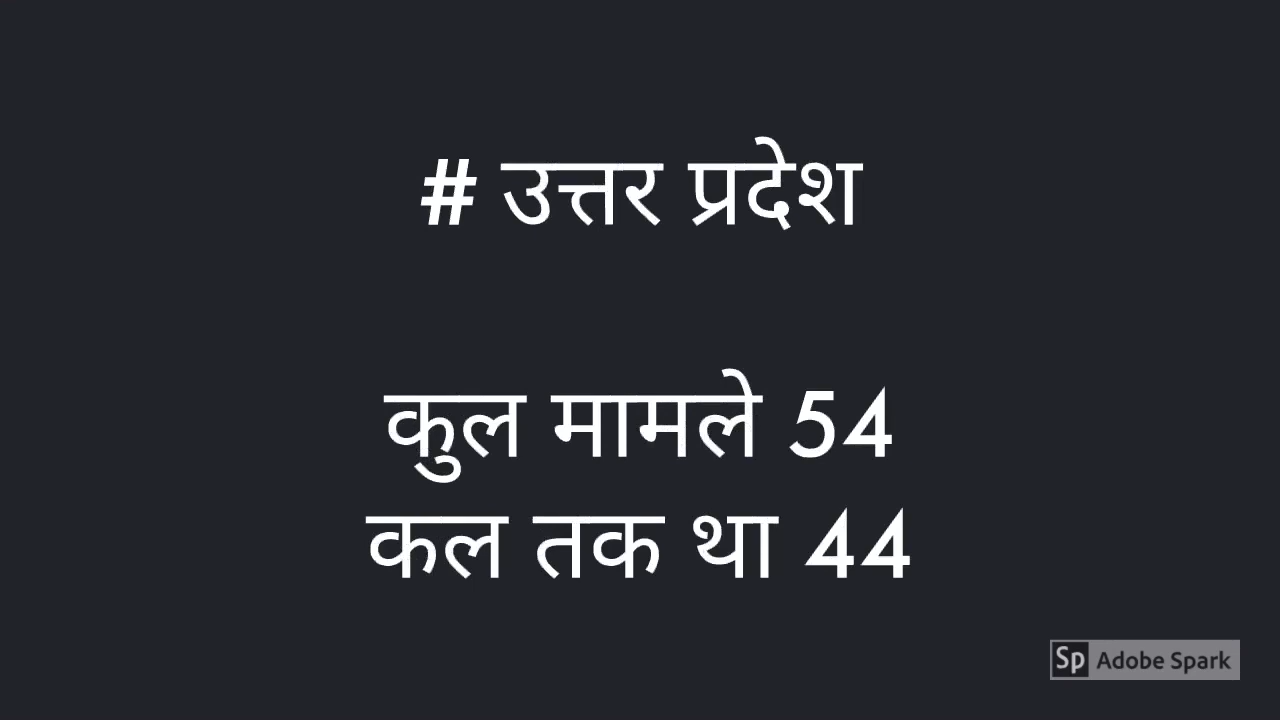 # उत्तर प्रदेश
कुल मामले 54
कल तक था 44
Sp Adobe Spark